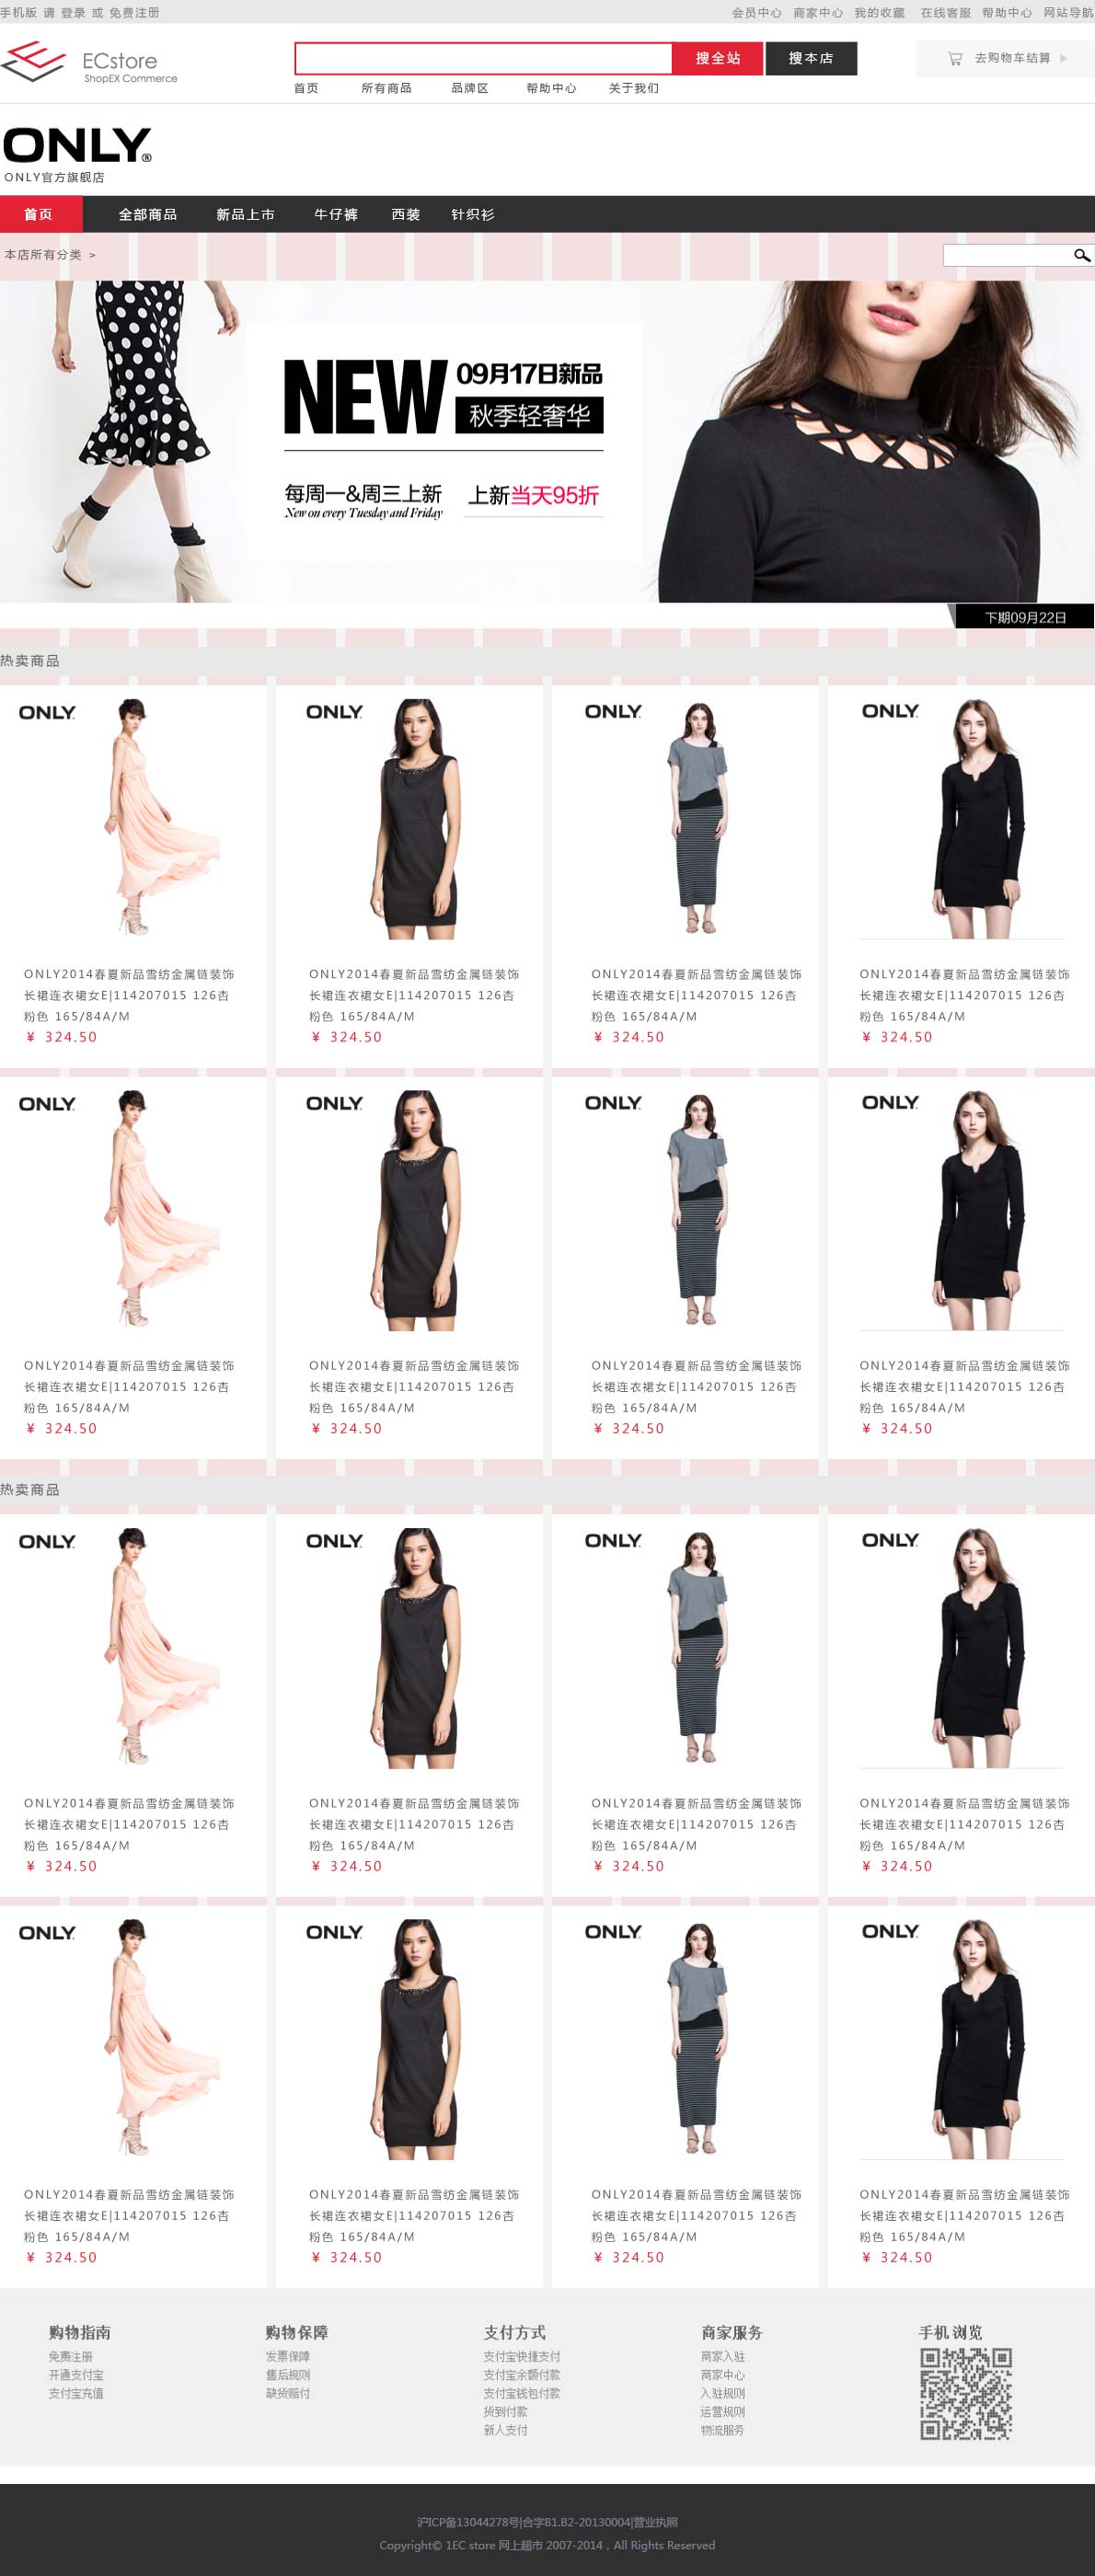 手机版 请 登录 或 免费注册 会员中心 商家中心 我的收藏 在线客服 帮助中心 网站导航
ECstore
ShopEX Commerce
搜全站 搜本店
去购物车结算
首页 所有商品 品牌区 帮助中心 关于我们
ONLY®
ONLY官方旗舰店
首页 全部商品 新品上市 牛仔裤 西装 针织衫
本店所有分类 >
NEW 09月17日新品
秋季轻奢华
每周一&周三上新 上新当天95折
New on every Tuesday and Friday
下期09月22日
热卖商品
ONLY ONLY ONLY ONLY
ONLY2014春夏新品雪纺金属链装饰 ONLY2014春夏新品雪纺金属链装饰 ONLY2014春夏新品雪纺金属链装饰 ONLY2014春夏新品雪纺金属链装饰
长裙连衣裙女E|114207015 126杏 长裙连衣裙女E|114207015 126杏 长裙连衣裙女E|114207015 126杏 长裙连衣裙女E|114207015 126杏
粉色 165/84A/M 粉色 165/84A/M 粉色 165/84A/M 粉色 165/84A/M
¥ 324.50 ¥ 324.50 ¥ 324.50 ¥ 324.50
ONLY ONLY ONLY ONLY
ONLY2014春夏新品雪纺金属链装饰 ONLY2014春夏新品雪纺金属链装饰 ONLY2014春夏新品雪纺金属链装饰 ONLY2014春夏新品雪纺金属链装饰
长裙连衣裙女E|114207015 126杏 长裙连衣裙女E|114207015 126杏 长裙连衣裙女E|114207015 126杏 长裙连衣裙女E|114207015 126杏
粉色 165/84A/M 粉色 165/84A/M 粉色 165/84A/M 粉色 165/84A/M
¥ 324.50 ¥ 324.50 ¥ 324.50 ¥ 324.50
热卖商品
ONLY ONLY ONLY ONLY
ONLY2014春夏新品雪纺金属链装饰 ONLY2014春夏新品雪纺金属链装饰 ONLY2014春夏新品雪纺金属链装饰 ONLY2014春夏新品雪纺金属链装饰
长裙连衣裙女E|114207015 126杏 长裙连衣裙女E|114207015 126杏 长裙连衣裙女E|114207015 126杏 长裙连衣裙女E|114207015 126杏
粉色 165/84A/M 粉色 165/84A/M 粉色 165/84A/M 粉色 165/84A/M
¥ 324.50 ¥ 324.50 ¥ 324.50 ¥ 324.50
ONLY ONLY ONLY ONLY
ONLY2014春夏新品雪纺金属链装饰 ONLY2014春夏新品雪纺金属链装饰 ONLY2014春夏新品雪纺金属链装饰 ONLY2014春夏新品雪纺金属链装饰
长裙连衣裙女E|114207015 126杏 长裙连衣裙女E|114207015 126杏 长裙连衣裙女E|114207015 126杏 长裙连衣裙女E|114207015 126杏
粉色 165/84A/M 粉色 165/84A/M 粉色 165/84A/M 粉色 165/84A/M
¥ 324.50 ¥ 324.50 ¥ 324.50 ¥ 324.50
购物指南 购物保障 支付方式 商家服务 手机浏览
免费注册 发票保障 支付宝快捷支付 商家入驻
开通支付宝 售后规则 支付宝余额付款 商家中心
支付宝充值 缺货赔付 支付宝钱包付款 入驻规则
货到付款 运营规则
新人支付 物流服务
沪ICP备13044278号|合字B1.B2-20130004|营业执照
Copyright© 1EC store 网上超市 2007-2014，All Rights Reserved